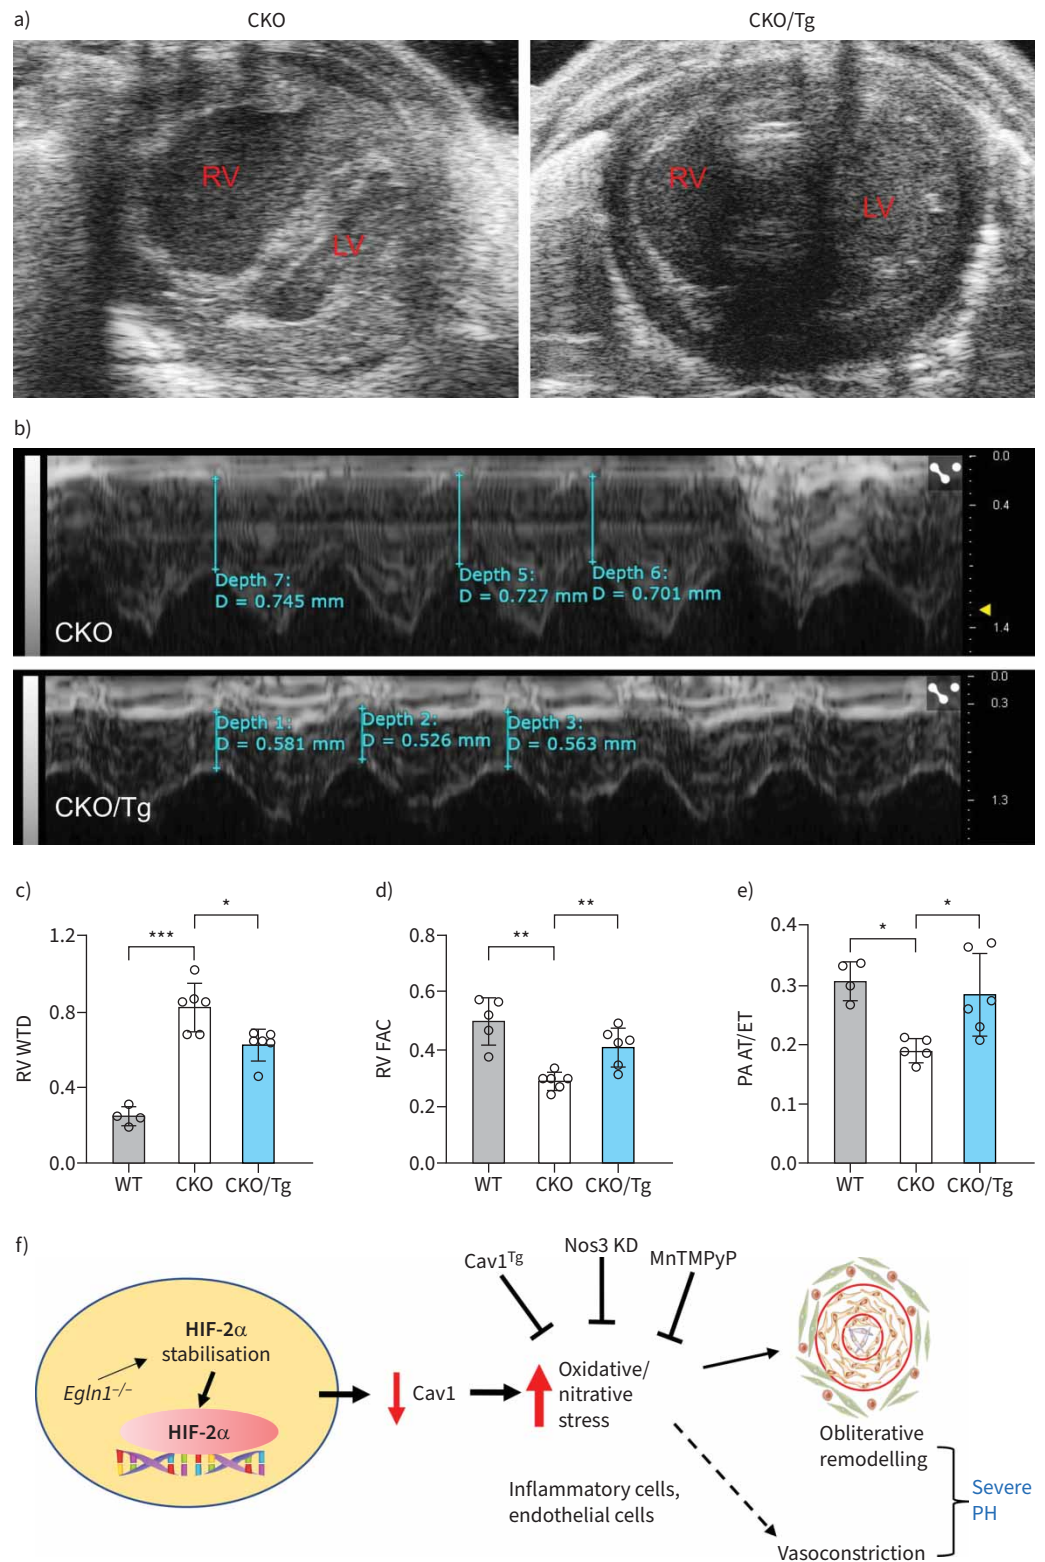 a)
CKO
CKO/Tg
RV
LV
RV
LV
b)
Depth 7:
D = 0.745 mm
Depth 5:
D = 0.727 mm
Depth 6:
D = 0.701 mm
CKO
0.0
0.4
1.4
Depth 1:
D = 0.581 mm
Depth 2:
D = 0.526 mm
Depth 3:
D = 0.563 mm
CKO/Tg
0.0
0.3
1.3
c)
RV WTD
1.2
0.8
0.4
0.0
***
*
WT
CKO
CKO/Tg
d)
RV FAC
0.8
0.6
0.4
0.2
0.0
**
**
WT
CKO
CKO/Tg
e)
PA AT/ET
0.4
0.3
0.2
0.1
0.0
*
*
WT
CKO
CKO/Tg
f)
HIF-2α
stabilisation
Egln1⁻/⁻
HIF-2α
Cav1
Cav1ᵀᵍ
Nos3 KD
MnTMPyP
Oxidative/
nitrative
stress
Inflammatory cells,
endothelial cells
Obliterative
remodelling
Vasoconstriction
Severe
PH